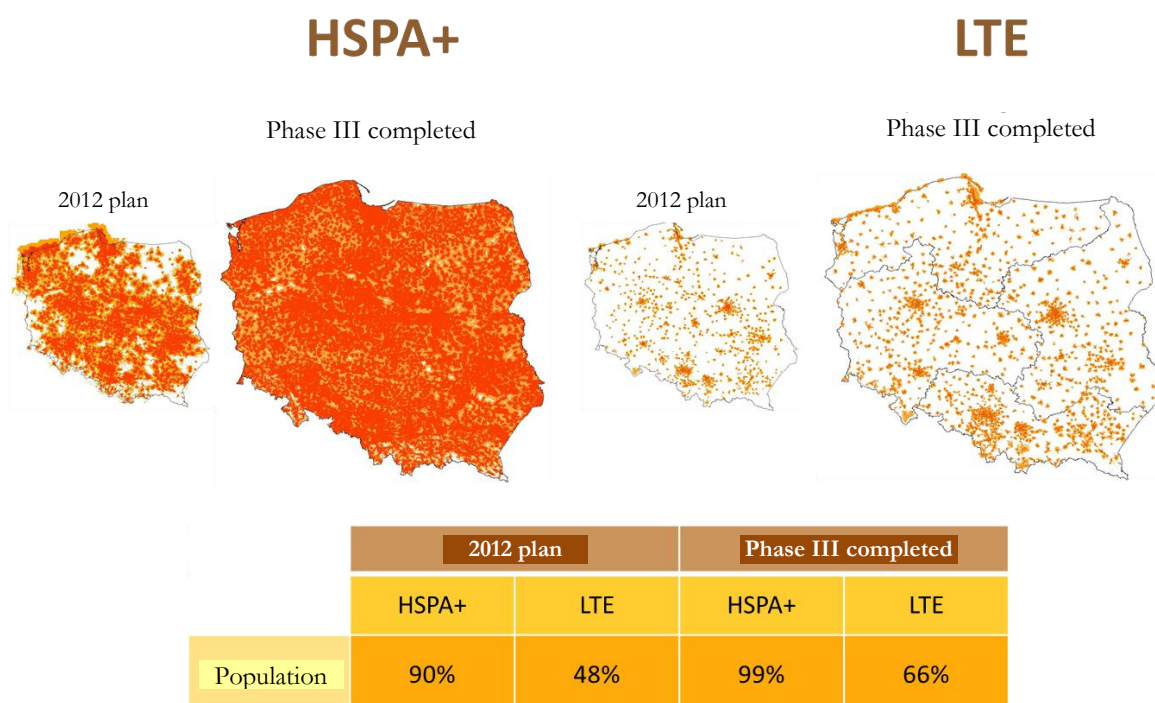 HSPA+
LTE
Phase III completed
Phase III completed
2012 plan
2012 plan
2012 plan
Phase III completed
HSPA+
LTE
HSPA+
LTE
Population
90%
48%
99%
66%